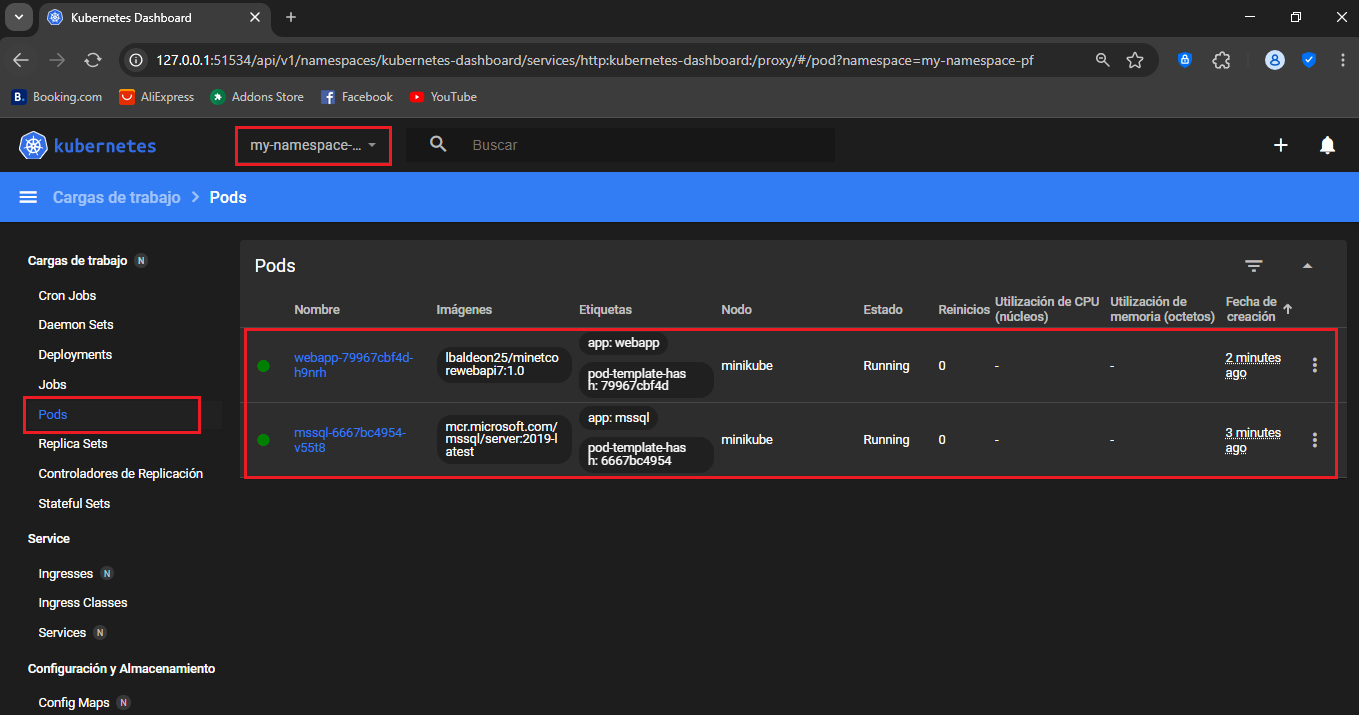 Kubernetes Dashboard
127.0.0.1:51534/api/v1/namespaces/kubernetes-dashboard/services/http:kubernetes-dashboard:/proxy/#/pod?namespace=my-namespace-pf
B. Booking.com AliExpress Addons Store Facebook YouTube
kubernetes my-namespace-... Buscar
Cargas de trabajo > Pods
Cargas de trabajo N
Cron Jobs
Daemon Sets
Deployments
Jobs
Pods
Replica Sets
Controladores de Replicación
Stateful Sets
Service
Ingresses N
Ingress Classes
Services N
Configuración y Almacenamiento
Config Maps N
Pods
Nombre
Imágenes
Etiquetas
Nodo
Estado
Reinicios
Utilización de CPU
(núcleos)
Utilización de
memoria (octetos)
Fecha de
creación
webapp-79967cbf4d-
h9nrh
lbaldeon25/minetco
rewebapi7:1.0
app: webapp
pod-template-has
h: 79967cbf4d
minikube
Running
0
-
-
2 minutes
ago
mssql-6667bc4954-
v55t8
mcr.microsoft.com/
mssql/server:2019-l
atest
app: mssql
pod-template-has
h: 6667bc4954
minikube
Running
0
-
-
3 minutes
ago